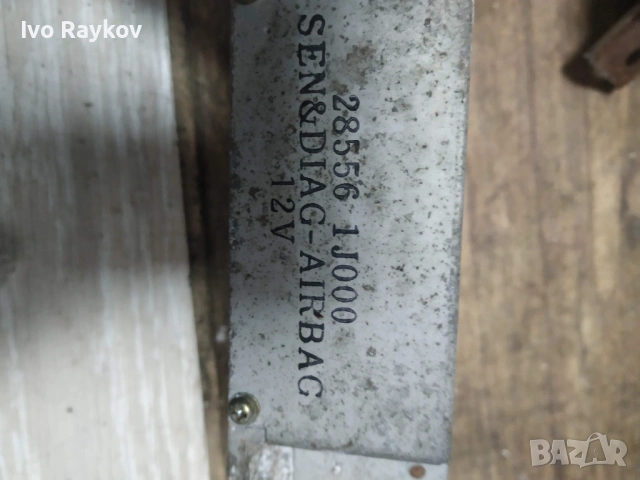 Ivo Raykov
28556 1J000
SEN&DIAG-AIRBAG
12V
BAZAR